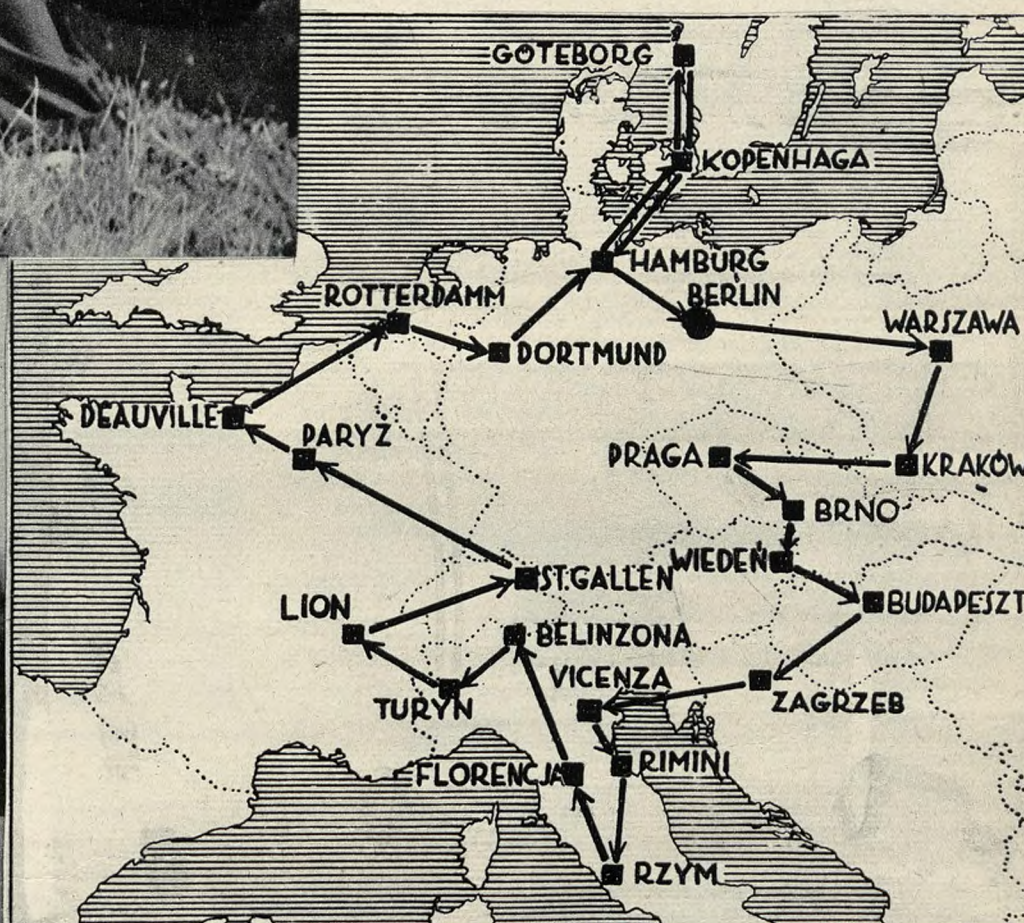 GÖTEBORG
KOPENHAGA
HAMBURG
BERLIN
ROTTERDAMM
WARSZAWA
DORTMUND
DEAUVILLE
PARYŻ
PRAGA
KRAKÓW
BRNO
WIEDEŃ
ST.GALLEN
BUDAPESZT
LION
BELINZONA
VICENZA
TURYN
ZAGRZEB
RIMINI
FLORENCJA
RZYM